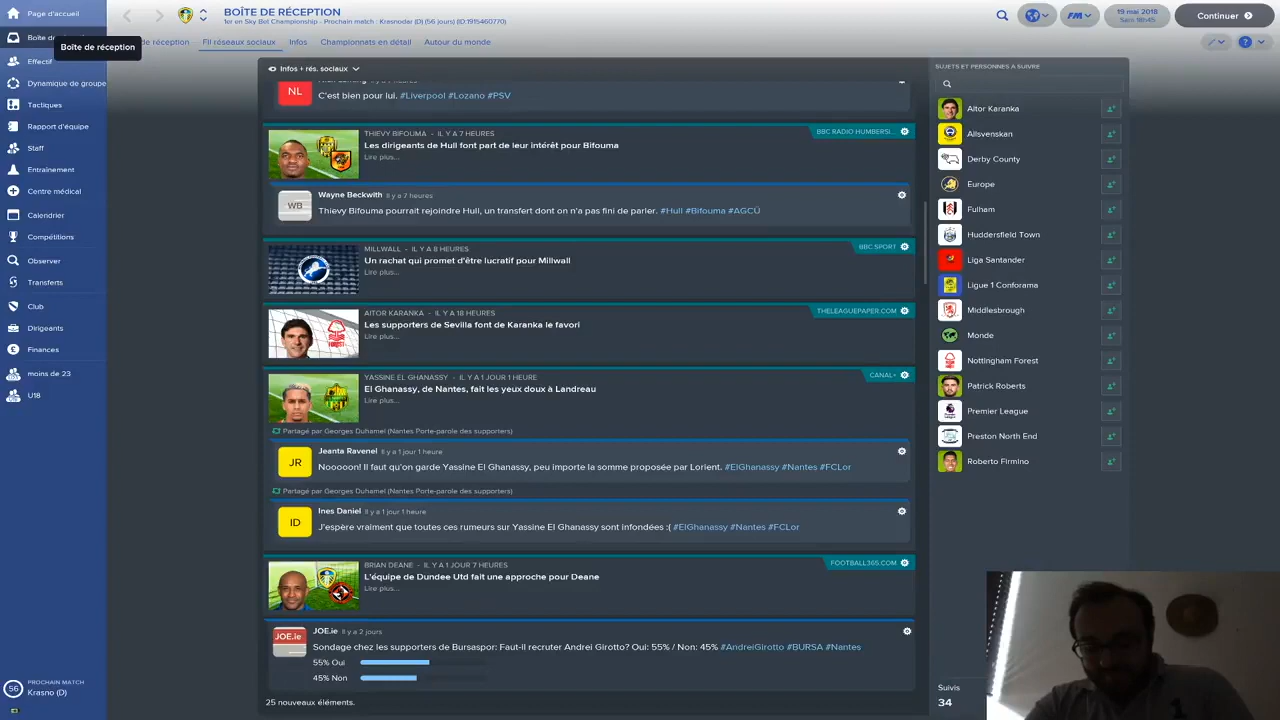 Page d'accueil
BOÎTE DE RÉCEPTION
1er en Sky Bet Championship - Prochain match : Kresnodar (D) (56 jours) (ID:1915460770)
FM
19 mai 2018
Sam 18h45
Continuer
Boîte de réception
de réception
Fil réseaux sociaux
Infos
Championnats en détail
Autour du monde
Effectif
Dynamique de groupe
Tactiques
Rapport d'équipe
Staff
Entraînement
Centre médical
Calendrier
Compétitions
Observer
Transferts
Club
Dirigeants
Finances
moins de 23
U18
56
PROCHAIN MATCH
Krasno (D)
Infos + rés. sociaux
NL
C'est bien pour lui. #Liverpool #Lozano #PSV
THIEVY BIFOUMA - IL Y A 7 HEURES
BBC RADIO HUMBERSI...
Les dirigeants de Hull font part de leur intérêt pour Bifouma
Lire plus...
WB
Wayne Beckwith Il y a 7 heures
Thievy Bifouma pourrait rejoindre Hull, un transfert dont on n'a pas fini de parler. #Hull #Bifouma #AGCÜ
MILLWALL - IL Y A 8 HEURES
BBC SPORT
Un rachat qui promet d'être lucratif pour Millwall
Lire plus...
AITOR KARANKA - IL Y A 18 HEURES
THELEAGUEPAPER.COM
Les supporters de Sevilla font de Karanka le favori
Lire plus...
YASSINE EL GHANASSY - IL Y A 1 JOUR 1 HEURE
CANAL+
El Ghanassy, de Nantes, fait les yeux doux à Landreau
Lire plus...
Partagé par Georges Duhamel (Nantes Porte-parole des supporters)
JR
Jeanta Ravenel Il y a 1 jour 1 heure
Nooooon! Il faut qu'on garde Yassine El Ghanassy, peu importe la somme proposée par Lorient. #ElGhanassy #Nantes #FCLor
Partagé par Georges Duhamel (Nantes Porte-parole des supporters)
ID
Ines Daniel Il y a 1 jour 1 heure
J'espère vraiment que toutes ces rumeurs sur Yassine El Ghanassy sont infondées :( #ElGhanassy #Nantes #FCLor
BRIAN DEANE - IL Y A 1 JOUR 7 HEURES
FOOTBALL365.COM
L'équipe de Dundee Utd fait une approche pour Deane
Lire plus...
JOE.ie
JOE.ie Il y a 2 jours
Sondage chez les supporters de Bursaspor: Faut-il recruter Andrei Girotto? Oui: 55% / Non: 45% #AndreiGirotto #BURSA #Nantes
55% Oui
45% Non
25 nouveaux éléments.
SUJETS ET PERSONNES À SUIVRE
Aitor Karanka
Allsvenskan
Derby County
Europe
Fulham
Huddersfield Town
Liga Santander
Ligue 1 Conforama
Middlesbrough
Monde
Nottingham Forest
Patrick Roberts
Premier League
Preston North End
Roberto Firmino
Suivis
34